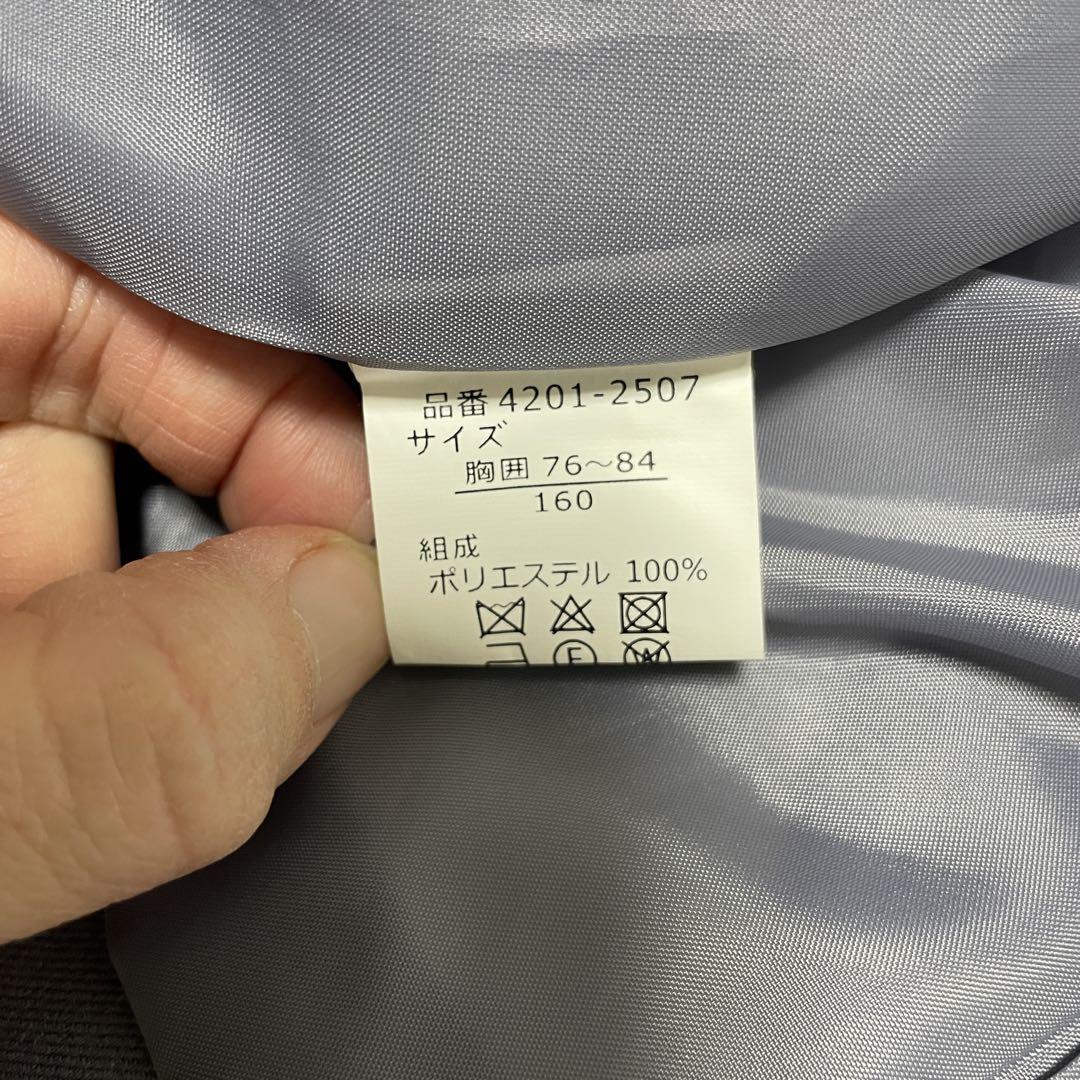 品番 4201-2507
サイズ
胸囲 76~84
160
組成
ポリエステル 100%